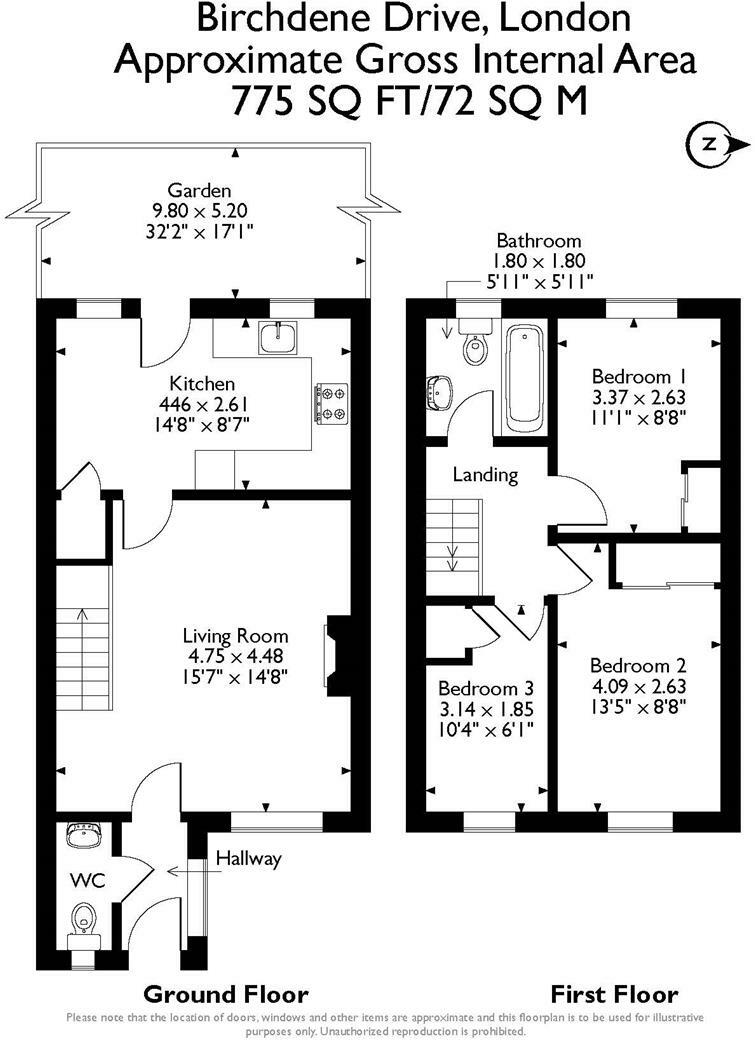 Birchdene Drive, London
Approximate Gross Internal Area
775 SQ FT/72 SQ M
Z
Garden
9.80 x 5.20
32'2" x 17'1"
Bathroom
1.80 x 1.80
5'11" x 5'11"
Kitchen
446 x 2.61
14'8" x 8'7"
Bedroom 1
3.37 x 2.63
11'1" x 8'8"
Landing
Living Room
4.75 x 4.48
15'7" x 14'8"
Bedroom 2
4.09 x 2.63
13'5" x 8'8"
Bedroom 3
3.14 x 1.85
10'4" x 6'1"
Hallway
WC
Ground Floor
First Floor
Please note that the location of doors, windows and other items are approximate and this floorplan is to be used for illustrative
purposes only. Unauthorized reproduction is prohibited.